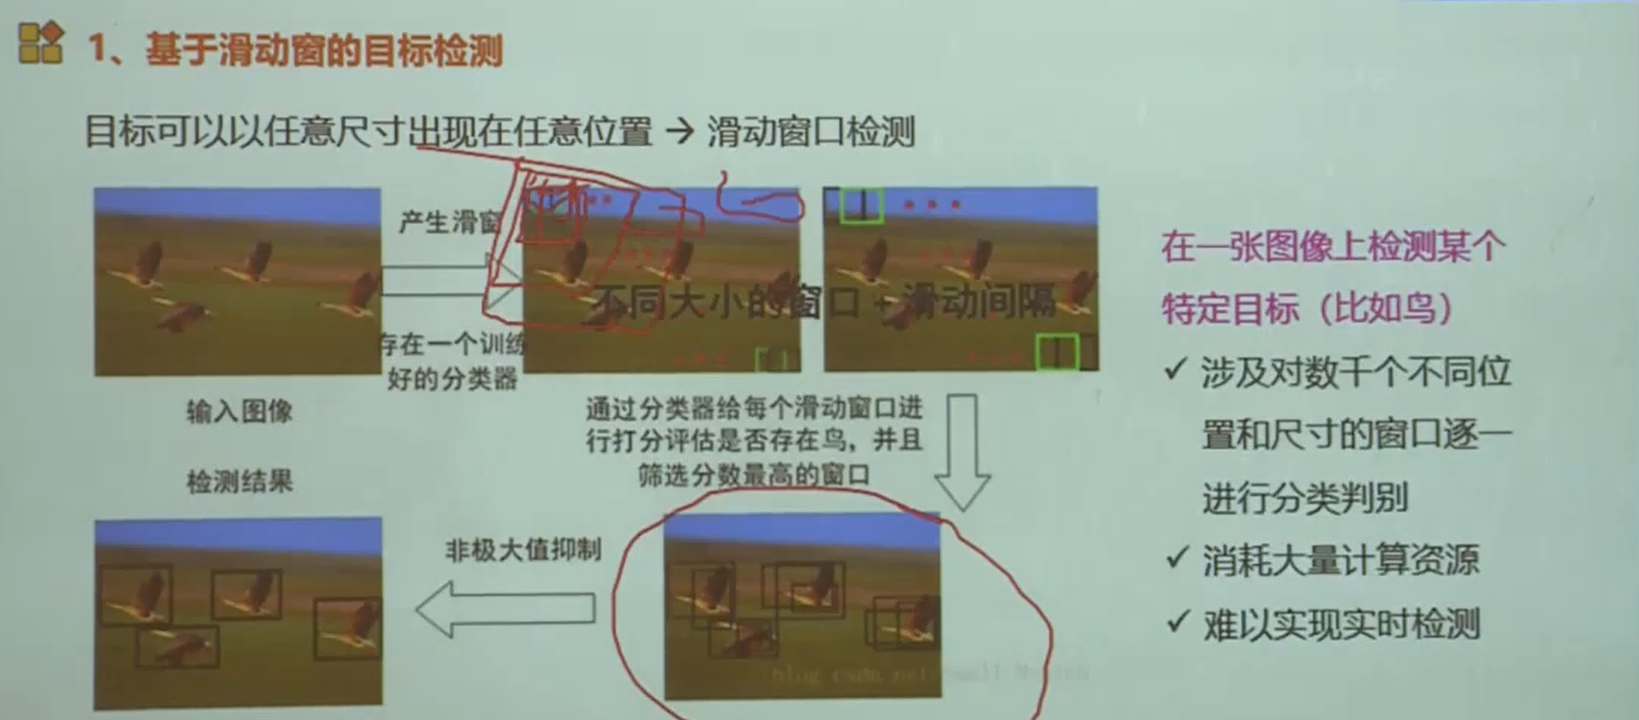 1、基于滑动窗的目标检测
目标可以以任意尺寸出现在任意位置 → 滑动窗口检测
产生滑窗
存在一个训练
好的分类器
不同大小的窗口 + 滑动间隔
输入图像
通过分类器给每个滑动窗口进
行打分评估是否存在鸟，并且
筛选分数最高的窗口
检测结果
非极大值抑制
在一张图像上检测某个
特定目标（比如鸟）
✓ 涉及对数千个不同位
置和尺寸的窗口逐一
进行分类判别
✓ 消耗大量计算资源
✓ 难以实现实时检测